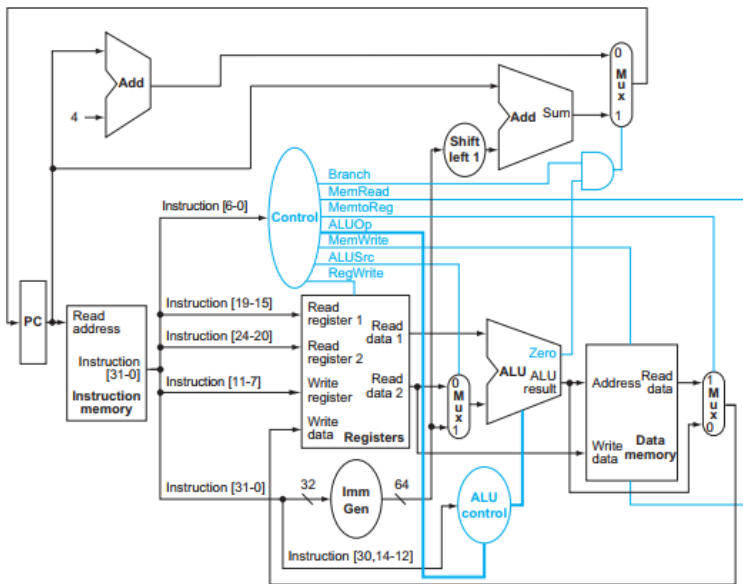 Add
4
Add Sum
Shift
left 1
0
M
u
x
1
Branch
MemRead
MemtoReg
ALUOp
MemWrite
ALUSrc
RegWrite
Control
Instruction [6-0]
PC
Read
address
Instruction
[31-0]
Instruction
memory
Instruction [19-15]
Instruction [24-20]
Instruction [11-7]
Instruction [31-0]
Instruction [30,14-12]
Read
register 1
Read
register 2
Write
register
Write
data
Read
data 1
Read
data 2
Registers
32
Imm
Gen
64
0
M
u
x
1
ALU
Zero
ALU
result
ALU
control
Address
Read
data
Write
data
Data
memory
1
M
u
x
0